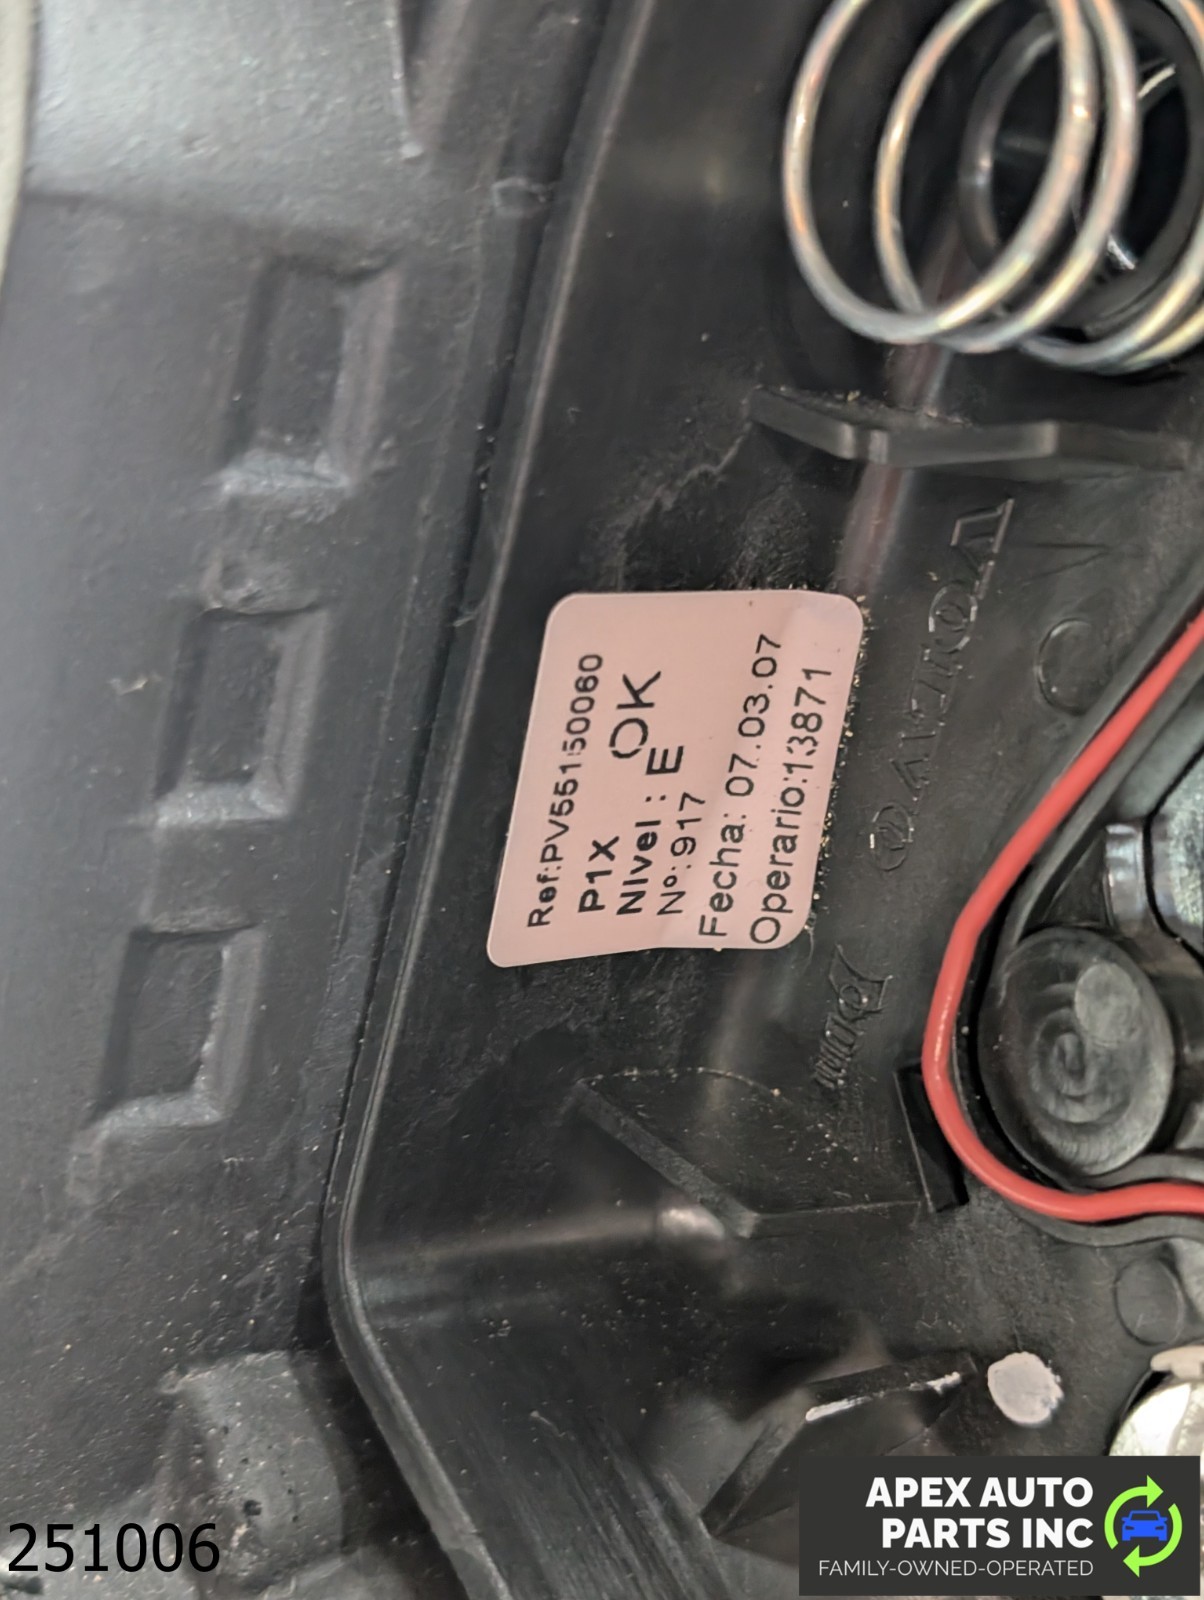 Ref:PV55150060
P1X
OK
Nivel: E
Nº:917
Fecha: 07.03.07
Operario:13871
DALPHIMETAL
251006
APEX AUTO
PARTS INC
FAMILY-OWNED-OPERATED